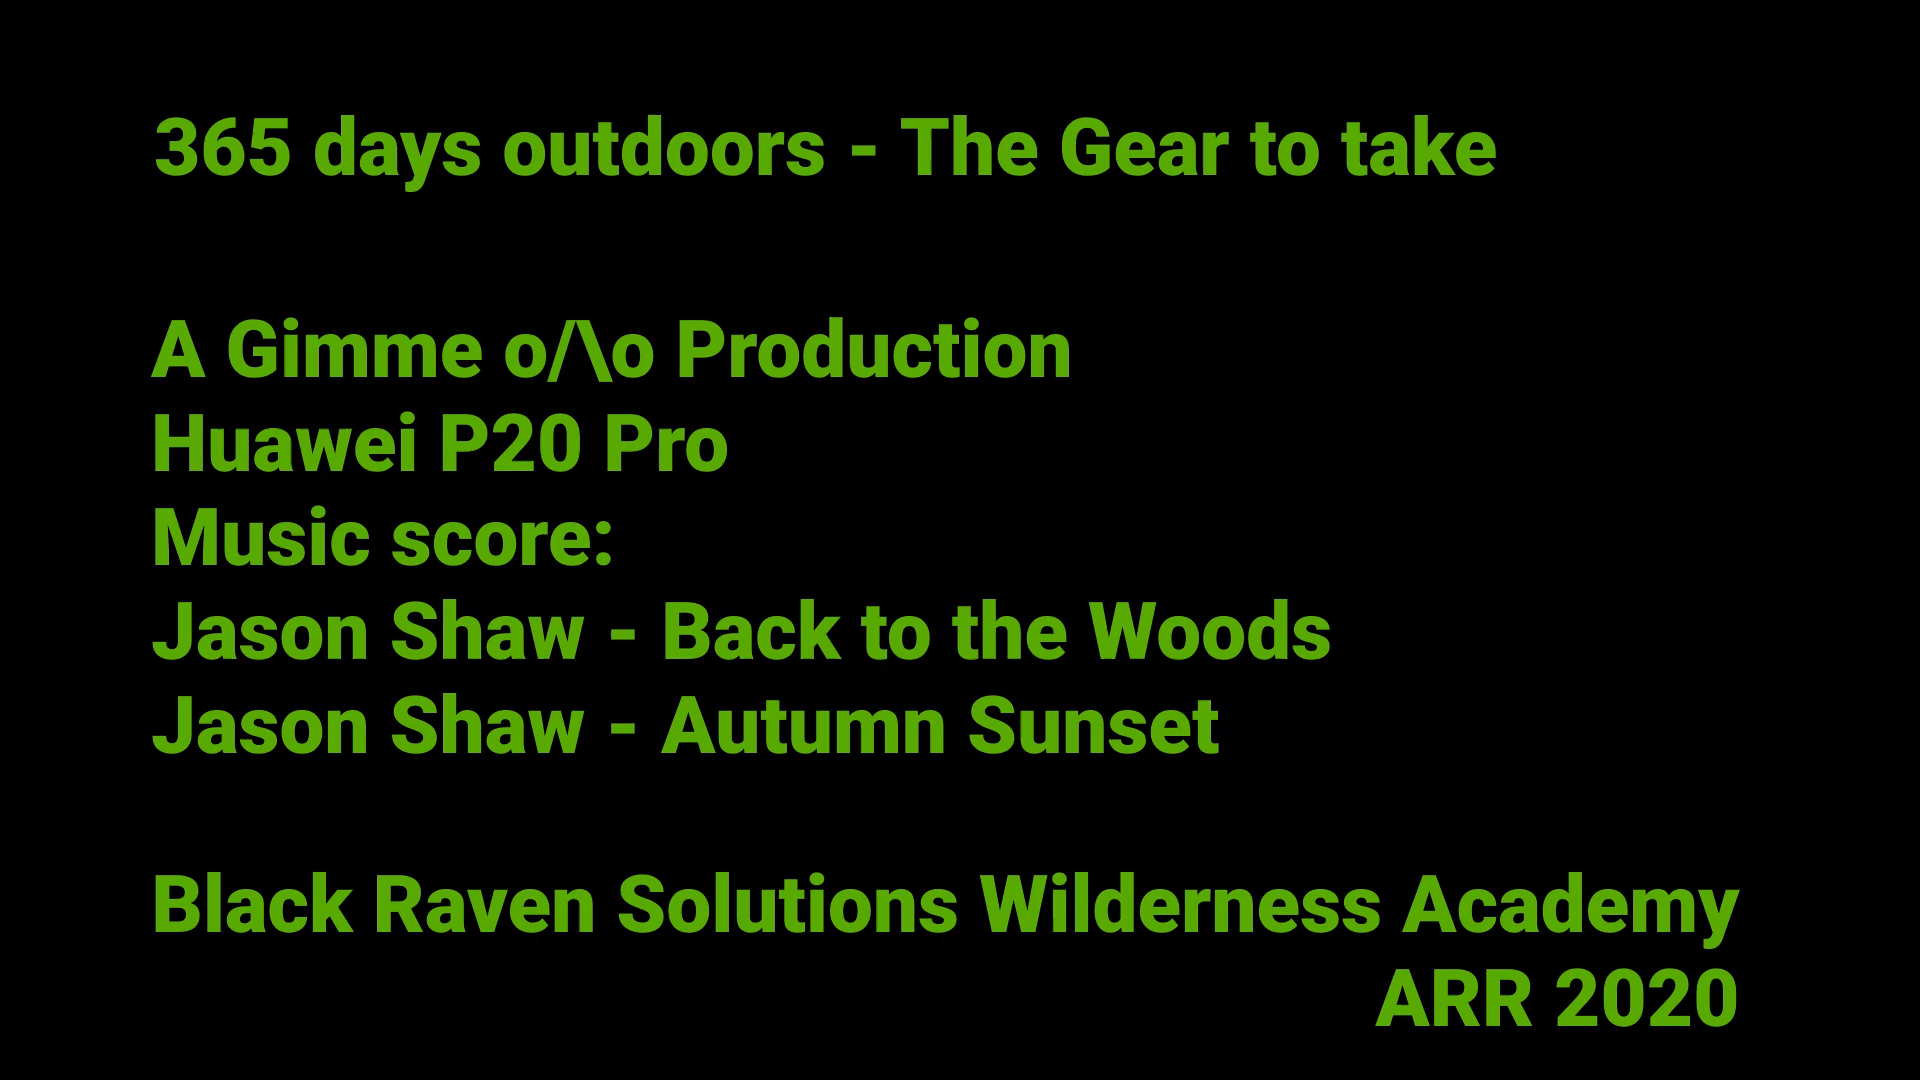 365 days outdoors - The Gear to take
A Gimme o/\o Production
Huawei P20 Pro
Music score:
Jason Shaw - Back to the Woods
Jason Shaw - Autumn Sunset
Black Raven Solutions Wilderness Academy
ARR 2020